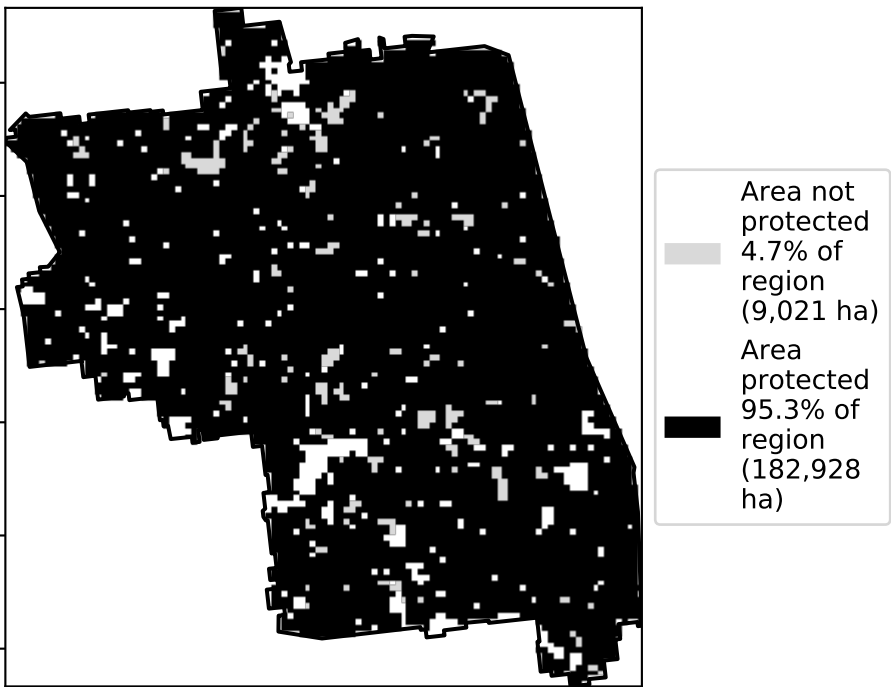 Area not
protected
4.7% of
region
(9,021 ha)
Area
protected
95.3% of
region
(182,928
ha)